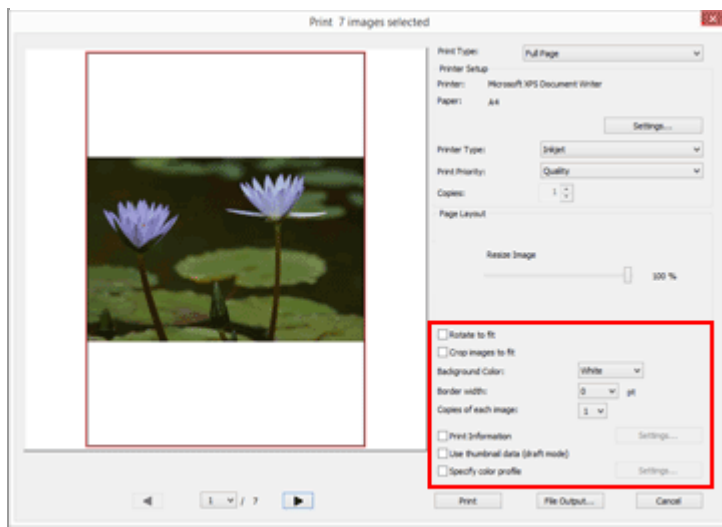 Print 7 images selected
Print Type: Full Page
Printer Setup
Printer: Microsoft XPS Document Writer
Paper: A4
Settings...
Printer Type: Inkjet
Print Priority: Quality
Copies: 1
Page Layout
Resize Image
100 %
Rotate to fit
Crop images to fit
Background Color: White
Border width: 0 pt
Copies of each image: 1
Print Information Settings...
Use thumbnail data (draft mode)
Specify color profile Settings...
1 / 7 Print File Output... Cancel